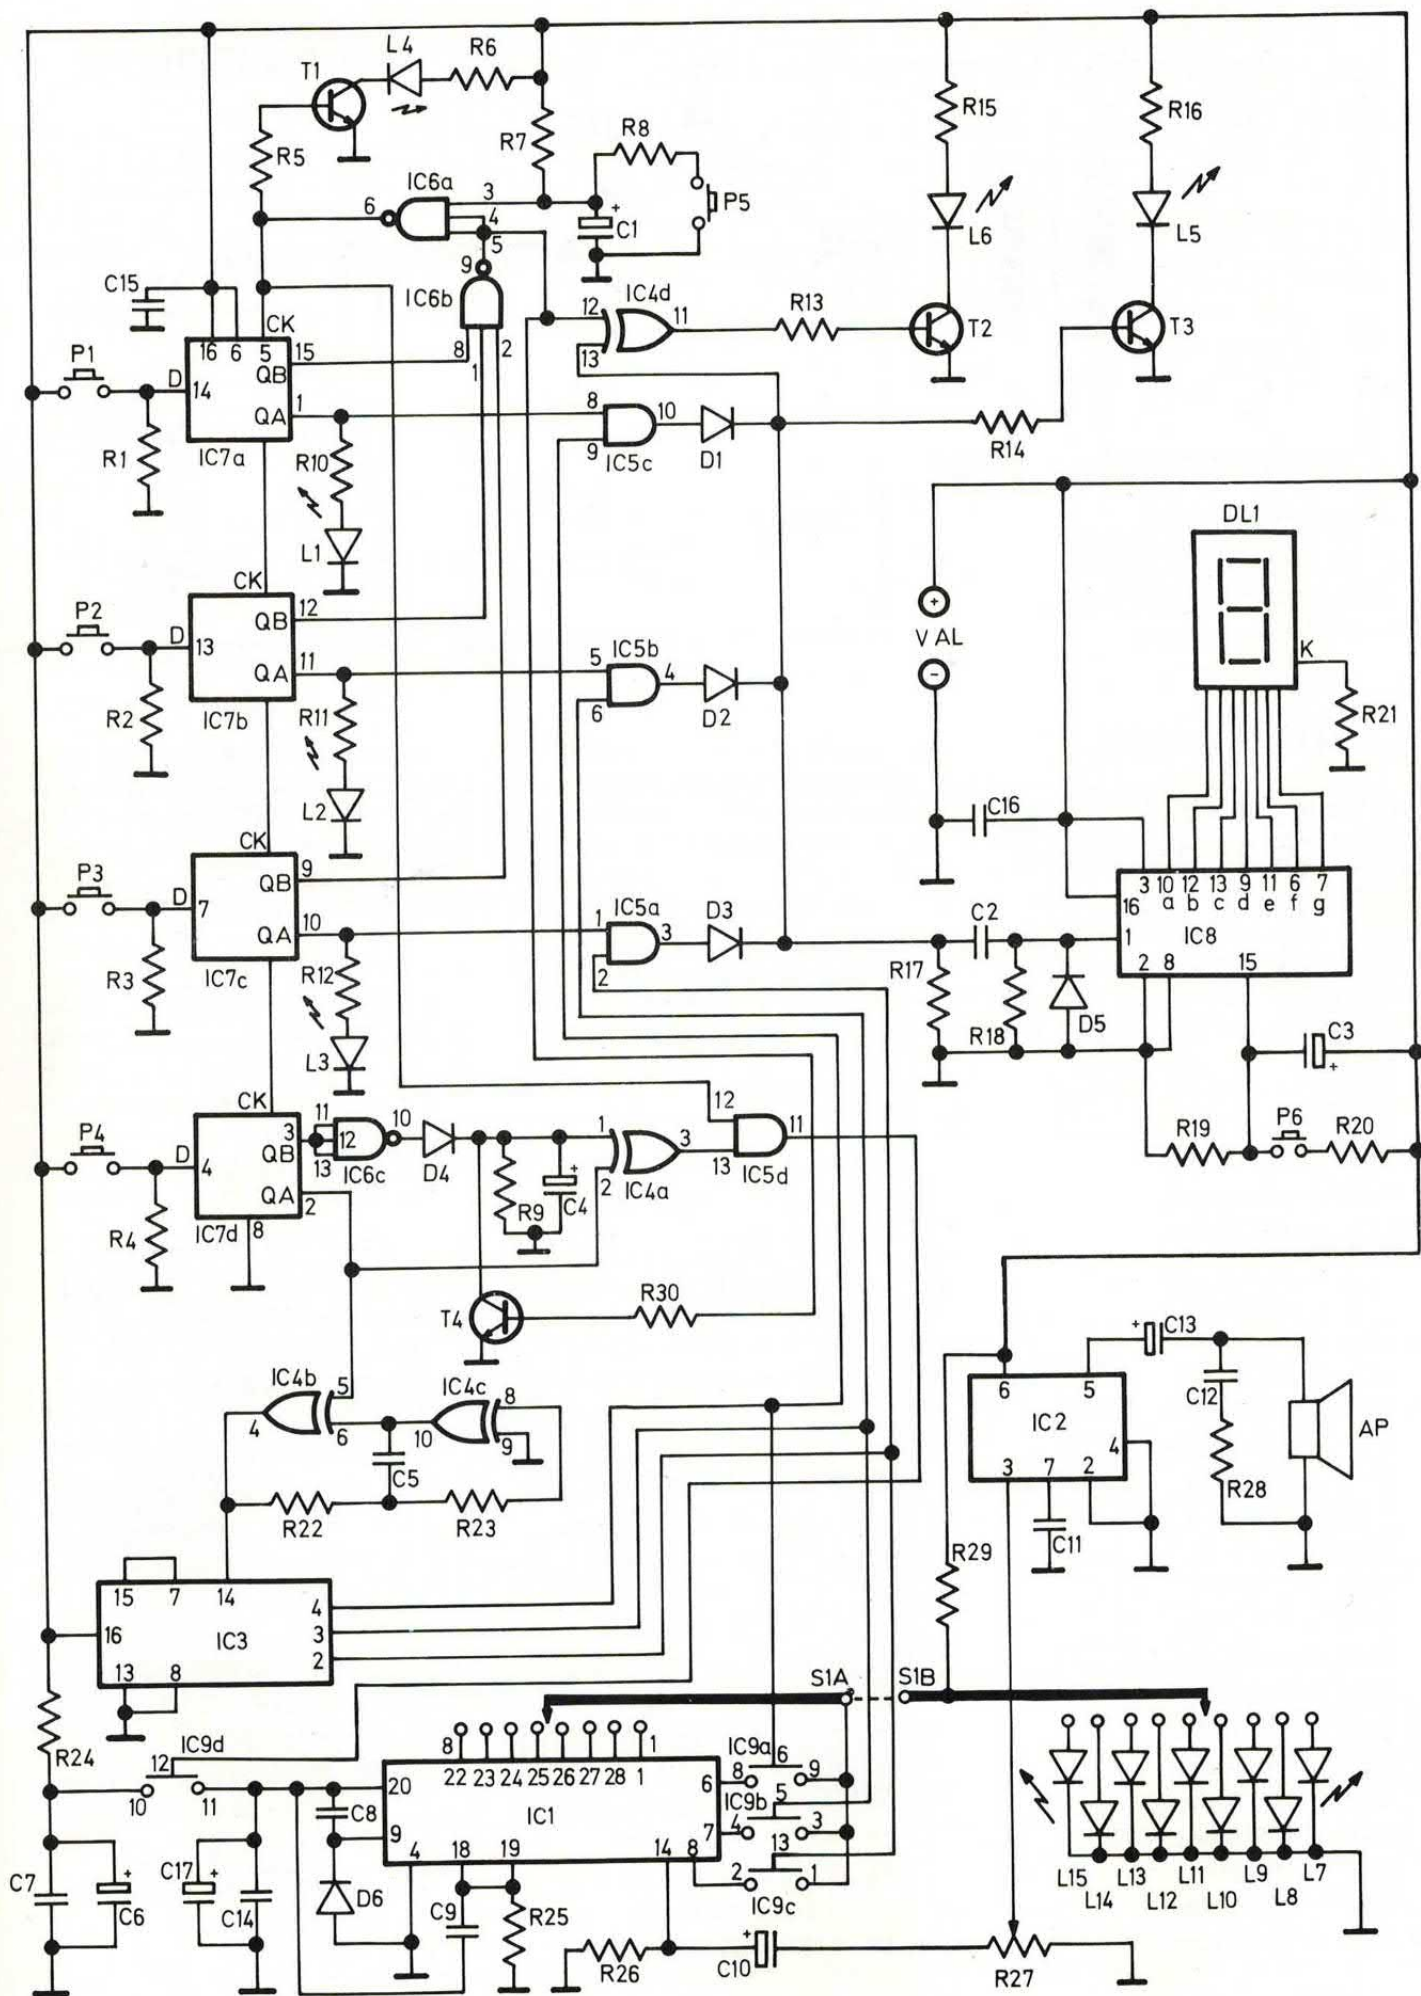 L4
R6
T1
R5
R7
R8
R15
R16
IC6a
3
6
4
5
+
C1
P5
L6
L5
9
IC6b
C15
CK
16
6
5
15
8
1
2
12
IC4d
11
13
R13
T2
T3
P1
D
14
QB
QA
1
R1
IC7a
R10
L1
8
9
10
IC5c
D1
R14
DL1
K
R21
+
V AL
−
CK
P2
D
13
QB
12
QA
11
R2
IC7b
R11
L2
5
6
IC5b
4
D2
C16
CK
P3
D
7
QB
9
QA
10
R3
IC7c
R12
L3
1
2
IC5a
3
D3
C2
R17
R18
D5
3
10
12
13
9
11
6
7
16
a
b
c
d
e
f
g
1
IC8
2
8
15
C3
+
R19
P6
R20
CK
P4
D
4
3
QB
QA
2
R4
IC7d
8
11
12
13
10
IC6c
D4
R9
+
C4
1
2
3
IC4a
12
13
11
IC5d
T4
R30
IC4b
5
4
6
IC4c
8
10
9
C5
R22
R23
+
C13
6
5
IC2
4
3
7
2
C12
AP
R28
C11
R29
15
7
14
4
3
2
16
IC3
13
8
R24
IC9d
12
10
11
S1A
S1B
8
1
22
23
24
25
26
27
28
1
20
IC1
9
4
18
19
14
8
6
7
IC9a
6
8
9
IC9b
5
4
3
13
2
1
IC9c
C8
D6
C9
R25
C7
+
C6
C17
+
C14
R26
+
C10
R27
L15
L14
L13
L12
L11
L10
L9
L8
L7